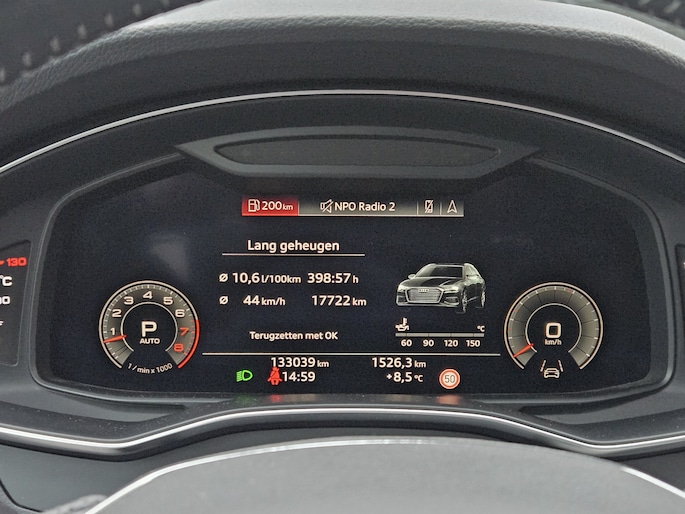 200 km NPO Radio 2
130
°C
Lang geheugen
Ø 10,6 l/100km 398:57 h
Ø 44 km/h 17722 km
Terugzetten met OK
°C
60 90 120 150
1 2 3 4 5 6 7 8
P
AUTO
1/min x 1000
0
km/h
133039 km 1526,3 km
14:59 +8,5 °C 50